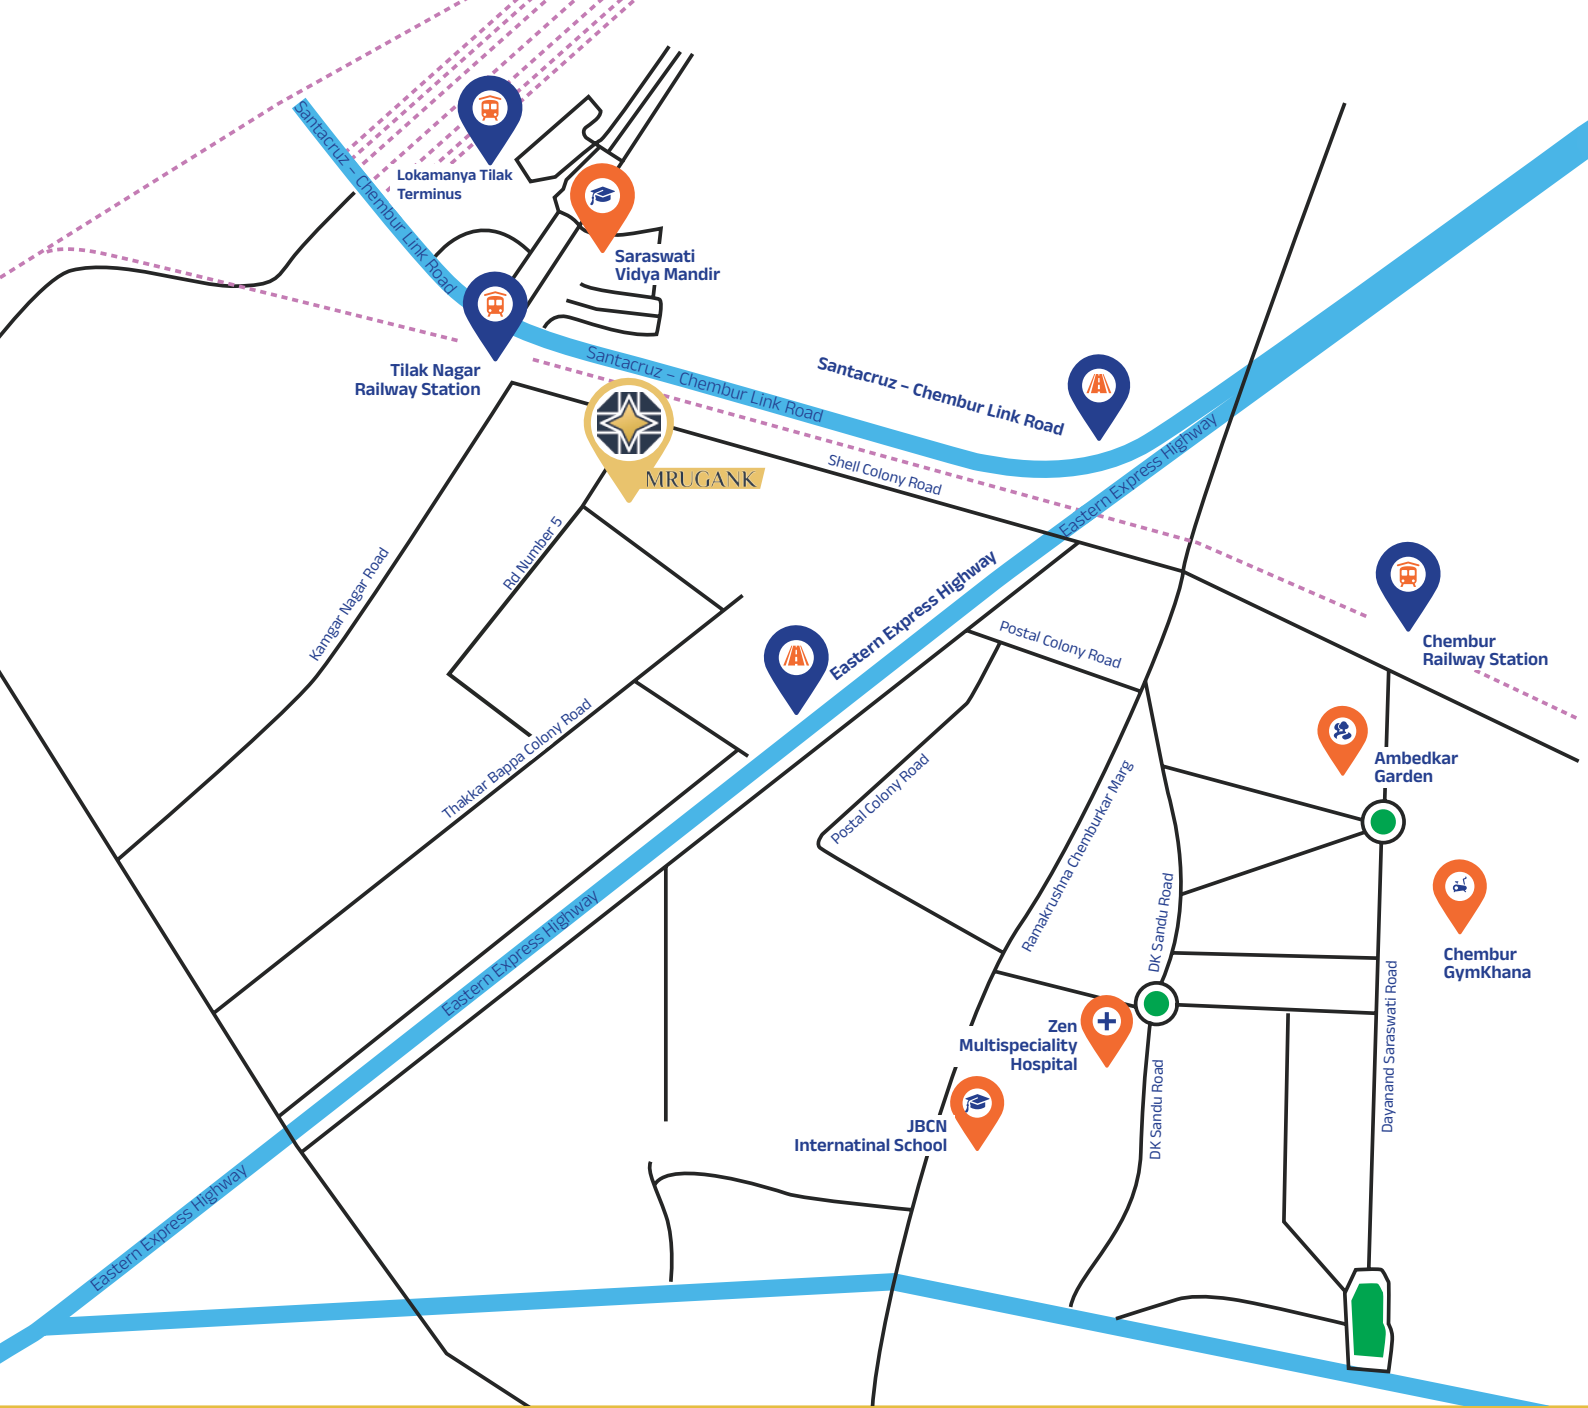 Santacruz – Chembur Link Road
Lokamanya Tilak
Terminus
Saraswati
Vidya Mandir
Tilak Nagar
Railway Station
Santacruz – Chembur Link Road
Santacruz – Chembur Link Road
MRUGANK
Shell Colony Road
Eastern Express Highway
Rd Number 5
Kamgar Nagar Road
Eastern Express Highway
Postal Colony Road
Chembur
Railway Station
Thakkar Bappa Colony Road
Postal Colony Road
Ramakrushna Chemburkar Marg
Ambedkar
Garden
DK Sandu Road
Eastern Express Highway
Chembur
GymKhana
Dayanand Saraswati Road
Zen
Multispeciality
Hospital
DK Sandu Road
JBCN
Internatinal School
Eastern Express Highway